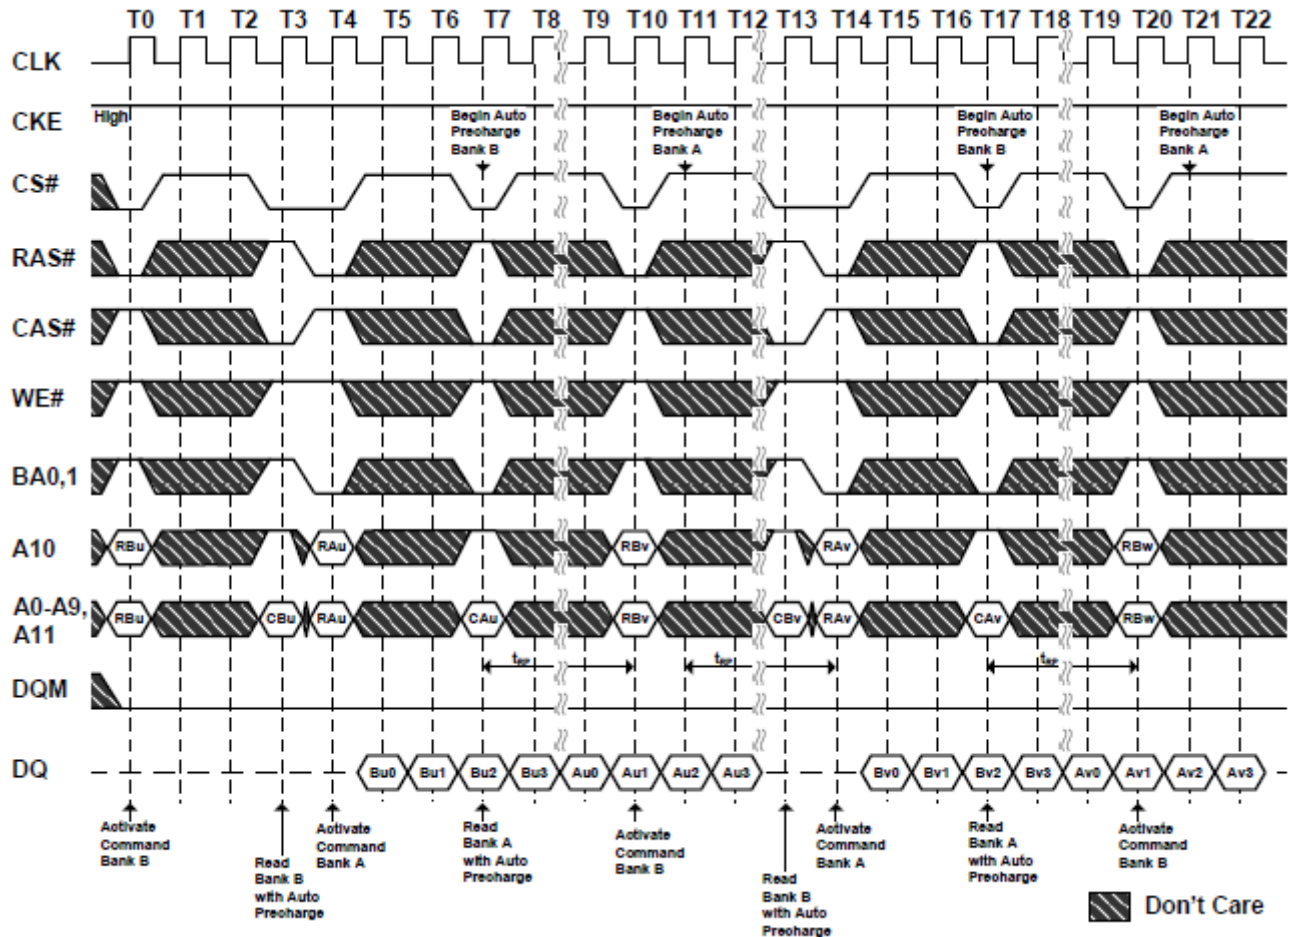 T0 T1 T2 T3 T4 T5 T6 T7 T8 T9 T10 T11 T12 T13 T14 T15 T16 T17 T18 T19 T20 T21 T22
CLK
CKE
High
Begin Auto
Precharge
Bank B
Begin Auto
Precharge
Bank A
Begin Auto
Precharge
Bank B
Begin Auto
Precharge
Bank A
CS#
RAS#
CAS#
WE#
BA0,1
A10
RBu RAu RBv RAv RBw
A0-A9,
A11
RBu CBu RAu CAu RBv CBv RAv CAv RBw
tRP tRP tRP
DQM
DQ
Bu0 Bu1 Bu2 Bu3 Au0 Au1 Au2 Au3 Bv0 Bv1 Bv2 Bv3 Av0 Av1 Av2 Av3
Activate
Command
Bank B
Read
Bank B
with Auto
Precharge
Activate
Command
Bank A
Read
Bank A
with Auto
Precharge
Activate
Command
Bank B
Read
Bank B
with Auto
Precharge
Activate
Command
Bank A
Read
Bank A
with Auto
Precharge
Activate
Command
Bank B
Don't Care